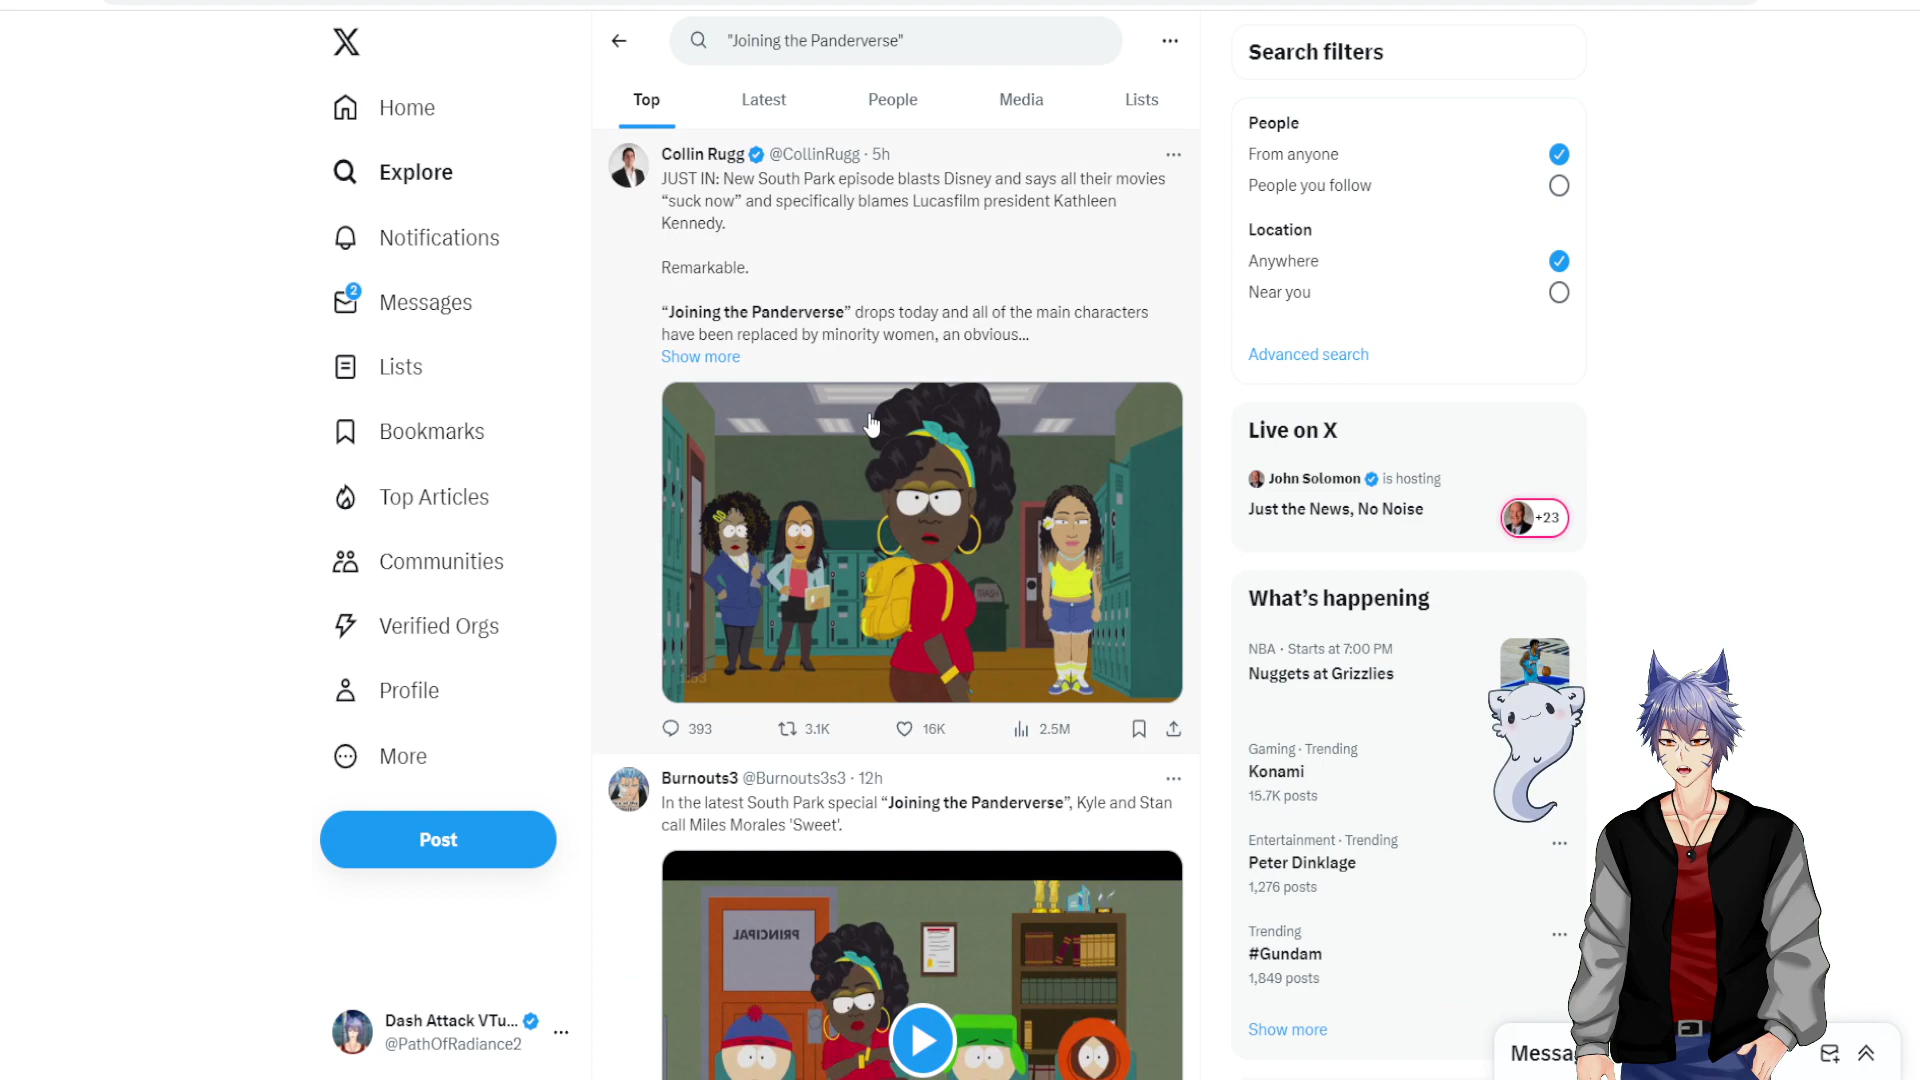 Home
Explore
Notifications
2
Messages
Lists
Bookmarks
Top Articles
Communities
Verified Orgs
Profile
More
Post
Dash Attack VTu...
@PathOfRadiance2
"Joining the Panderverse"
Top Latest People Media Lists
Collin Rugg @CollinRugg · 5h
JUST IN: New South Park episode blasts Disney and says all their movies
“suck now” and specifically blames Lucasfilm president Kathleen
Kennedy.
Remarkable.
“Joining the Panderverse” drops today and all of the main characters
have been replaced by minority women, an obvious...
Show more
TRASH
1:53
393 3.1K 16K 2.5M
Burnouts3 @Burnouts3s3 · 12h
In the latest South Park special “Joining the Panderverse”, Kyle and Stan
call Miles Morales 'Sweet'.
PRINCIPAL
Search filters
People
From anyone
People you follow
Location
Anywhere
Near you
Advanced search
Live on X
John Solomon is hosting
Just the News, No Noise
+23
What’s happening
NBA · Starts at 7:00 PM
Nuggets at Grizzlies
Gaming · Trending
Konami
15.7K posts
Entertainment · Trending
Peter Dinklage
1,276 posts
Trending
#Gundam
1,849 posts
Show more
Messa